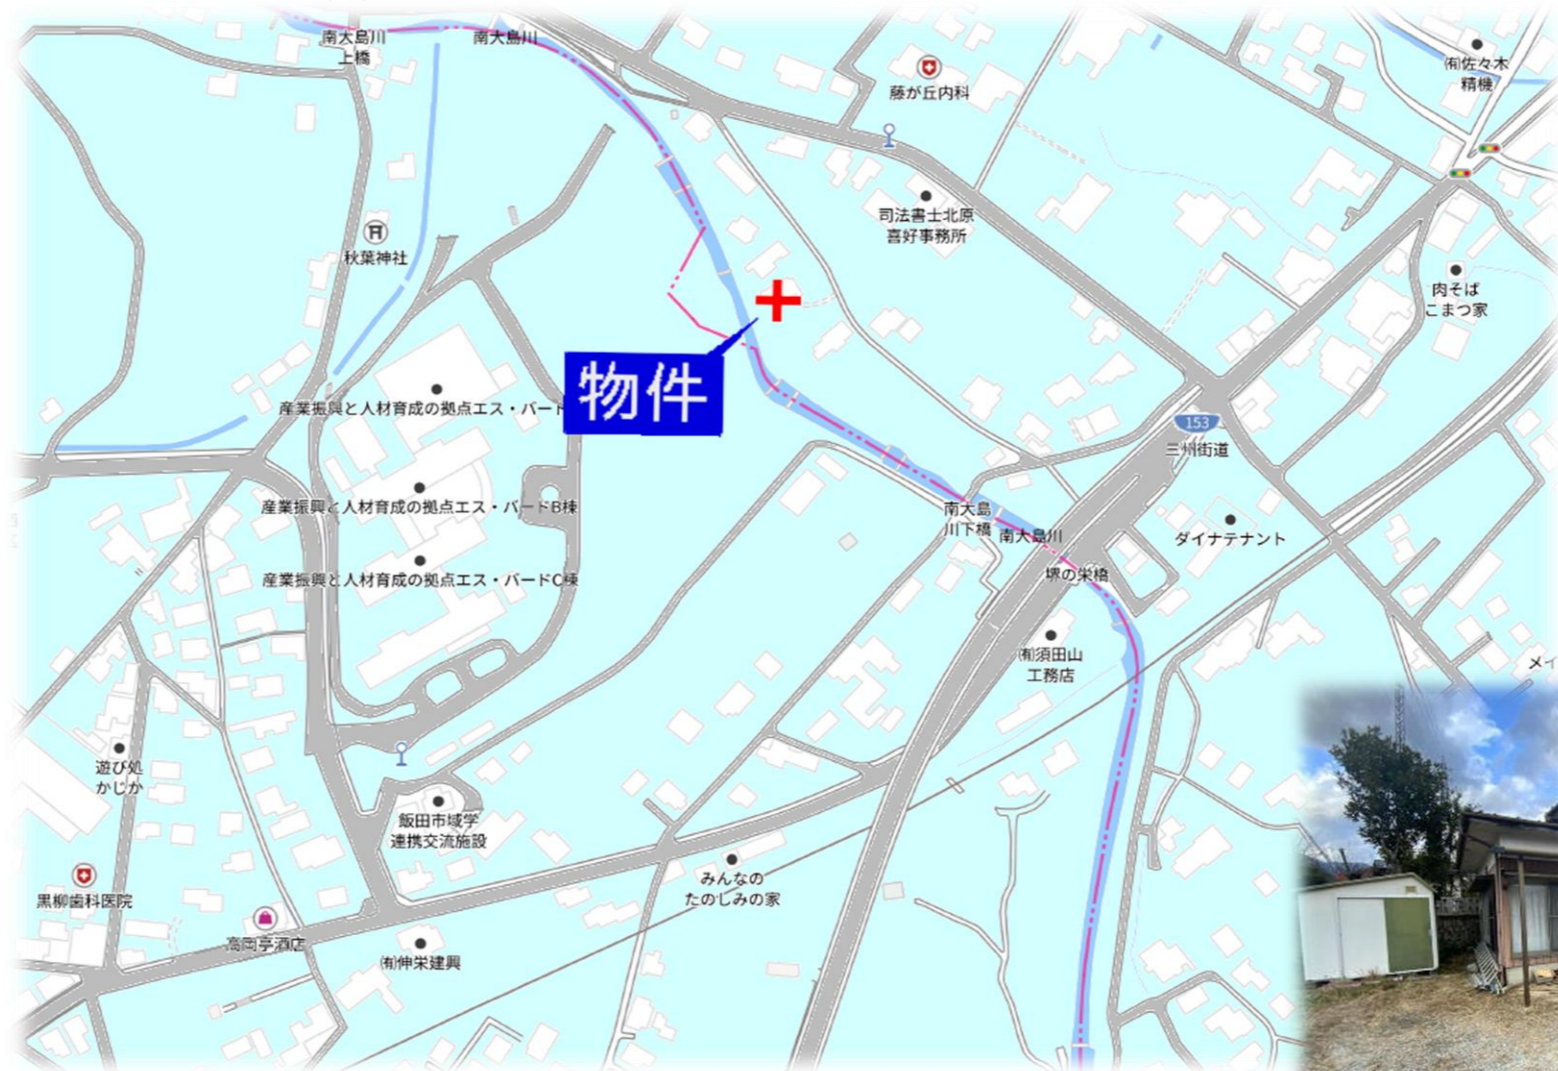 南大島川
上橋
南大島川
藤が丘内科
㈲佐々木
精機
司法書士北原
喜好事務所
秋葉神社
肉そば
こまつ家
物件
産業振興と人材育成の拠点エス・バード
153
三州街道
産業振興と人材育成の拠点エス・バードB棟
南大島
川下橋
南大島川
ダイナテナント
産業振興と人材育成の拠点エス・バードC棟
堺の栄橋
㈲須田山
工務店
メイ
遊び処
かじか
飯田市域学
連携交流施設
みんなの
たのしみの家
黒柳歯科医院
高岡亭酒店
㈲伸栄建興